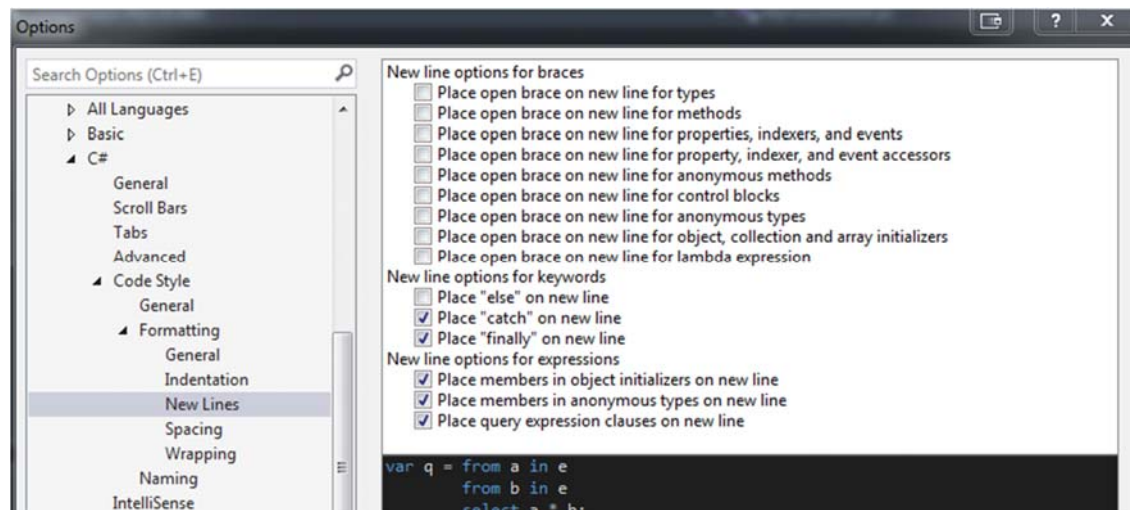 Options
? x
Search Options (Ctrl+E)
All Languages
Basic
C#
General
Scroll Bars
Tabs
Advanced
Code Style
General
Formatting
General
Indentation
New Lines
Spacing
Wrapping
Naming
IntelliSense
New line options for braces
Place open brace on new line for types
Place open brace on new line for methods
Place open brace on new line for properties, indexers, and events
Place open brace on new line for property, indexer, and event accessors
Place open brace on new line for anonymous methods
Place open brace on new line for control blocks
Place open brace on new line for anonymous types
Place open brace on new line for object, collection and array initializers
Place open brace on new line for lambda expression
New line options for keywords
Place "else" on new line
Place "catch" on new line
Place "finally" on new line
New line options for expressions
Place members in object initializers on new line
Place members in anonymous types on new line
Place query expression clauses on new line
var q = from a in e
from b in e
select a * b;